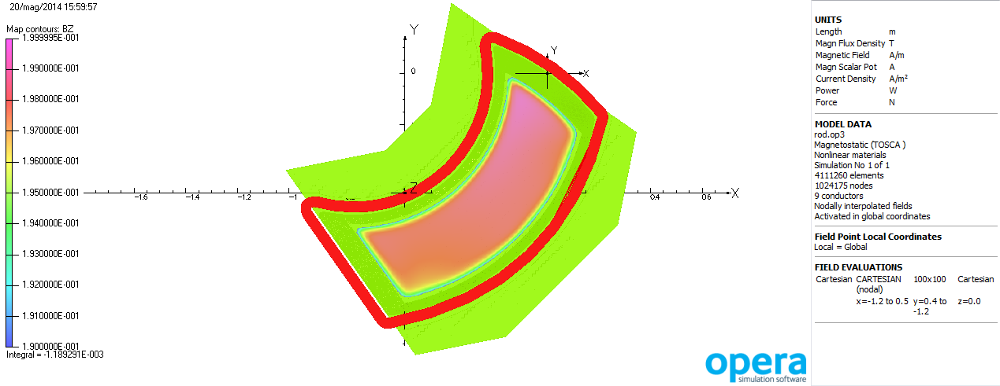 20/mag/2014 15:59:57
Map contours: BZ
1.999995E-001
1.990000E-001
1.980000E-001
1.970000E-001
1.960000E-001
1.950000E-001
1.940000E-001
1.930000E-001
1.920000E-001
1.910000E-001
1.900000E-001
Integral = -1.189291E-003
Y
0
Y
X
Z
-1.6
-1.4
-1.2
-1
0.4
0.6
X
UNITS
Length m
Magn Flux Density T
Magnetic Field A/m
Magn Scalar Pot A
Current Density A/m²
Power W
Force N
MODEL DATA
rod.op3
Magnetostatic (TOSCA )
Nonlinear materials
Simulation No 1 of 1
4111260 elements
1024175 nodes
9 conductors
Nodally interpolated fields
Activated in global coordinates
Field Point Local Coordinates
Local = Global
FIELD EVALUATIONS
Cartesian CARTESIAN 100x100 Cartesian
(nodal)
x=-1.2 to 0.5 y=0.4 to z=0.0
-1.2
opera
simulation software